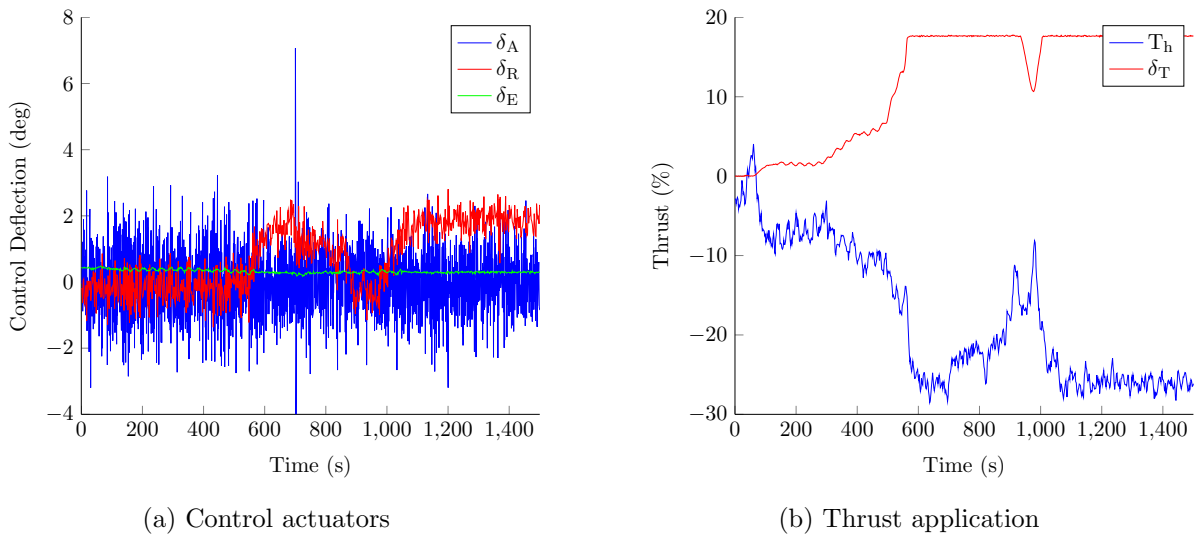 8
6
4
2
0
−2
−4
Control Deflection (deg)
δA
δR
δE
0 200 400 600 800 1,000 1,200 1,400
Time (s)
(a) Control actuators
20
10
0
−10
−20
−30
Thrust (%)
Th
δT
0 200 400 600 800 1,000 1,200 1,400
Time (s)
(b) Thrust application